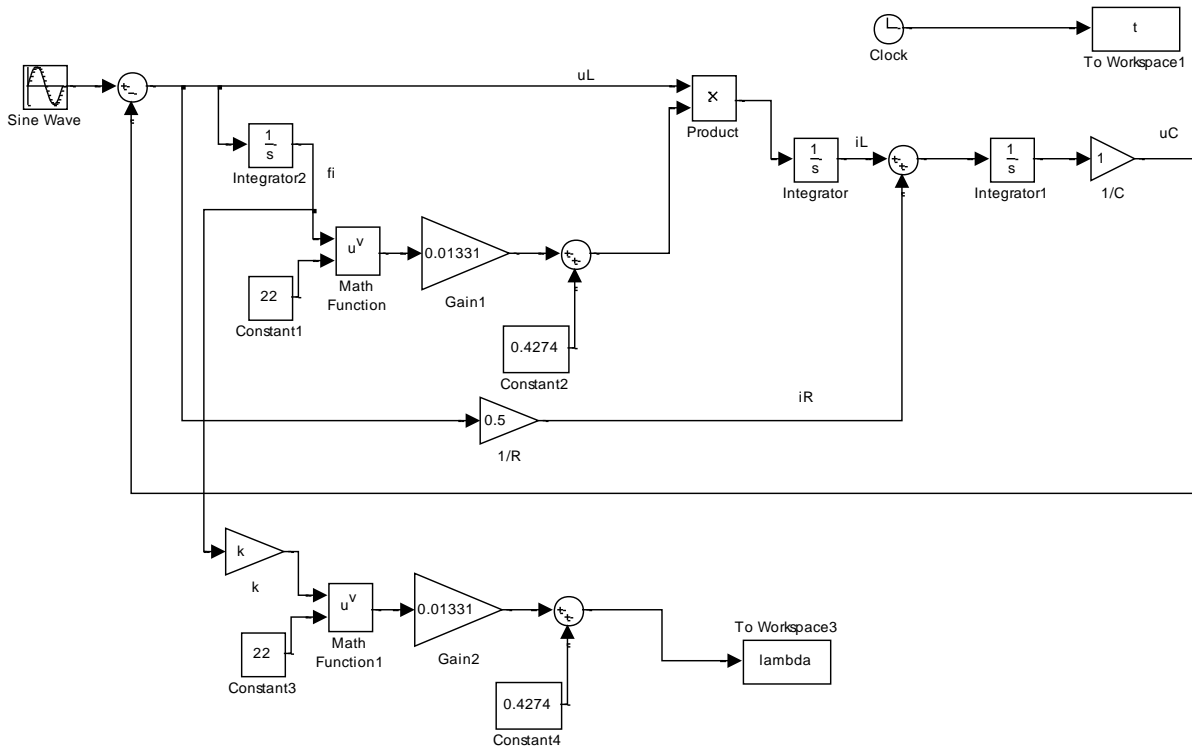 t
Clock
To Workspace1
Sine Wave
uL
x
Product
1
s
Integrator2
fi
1
s
Integrator
iL
1
s
Integrator1
1
1/C
uC
u^v
Math
Function
22
Constant1
0.01331
Gain1
0.4274
Constant2
0.5
1/R
iR
k
k
u^v
Math
Function1
22
Constant3
0.01331
Gain2
0.4274
Constant4
To Workspace3
lambda